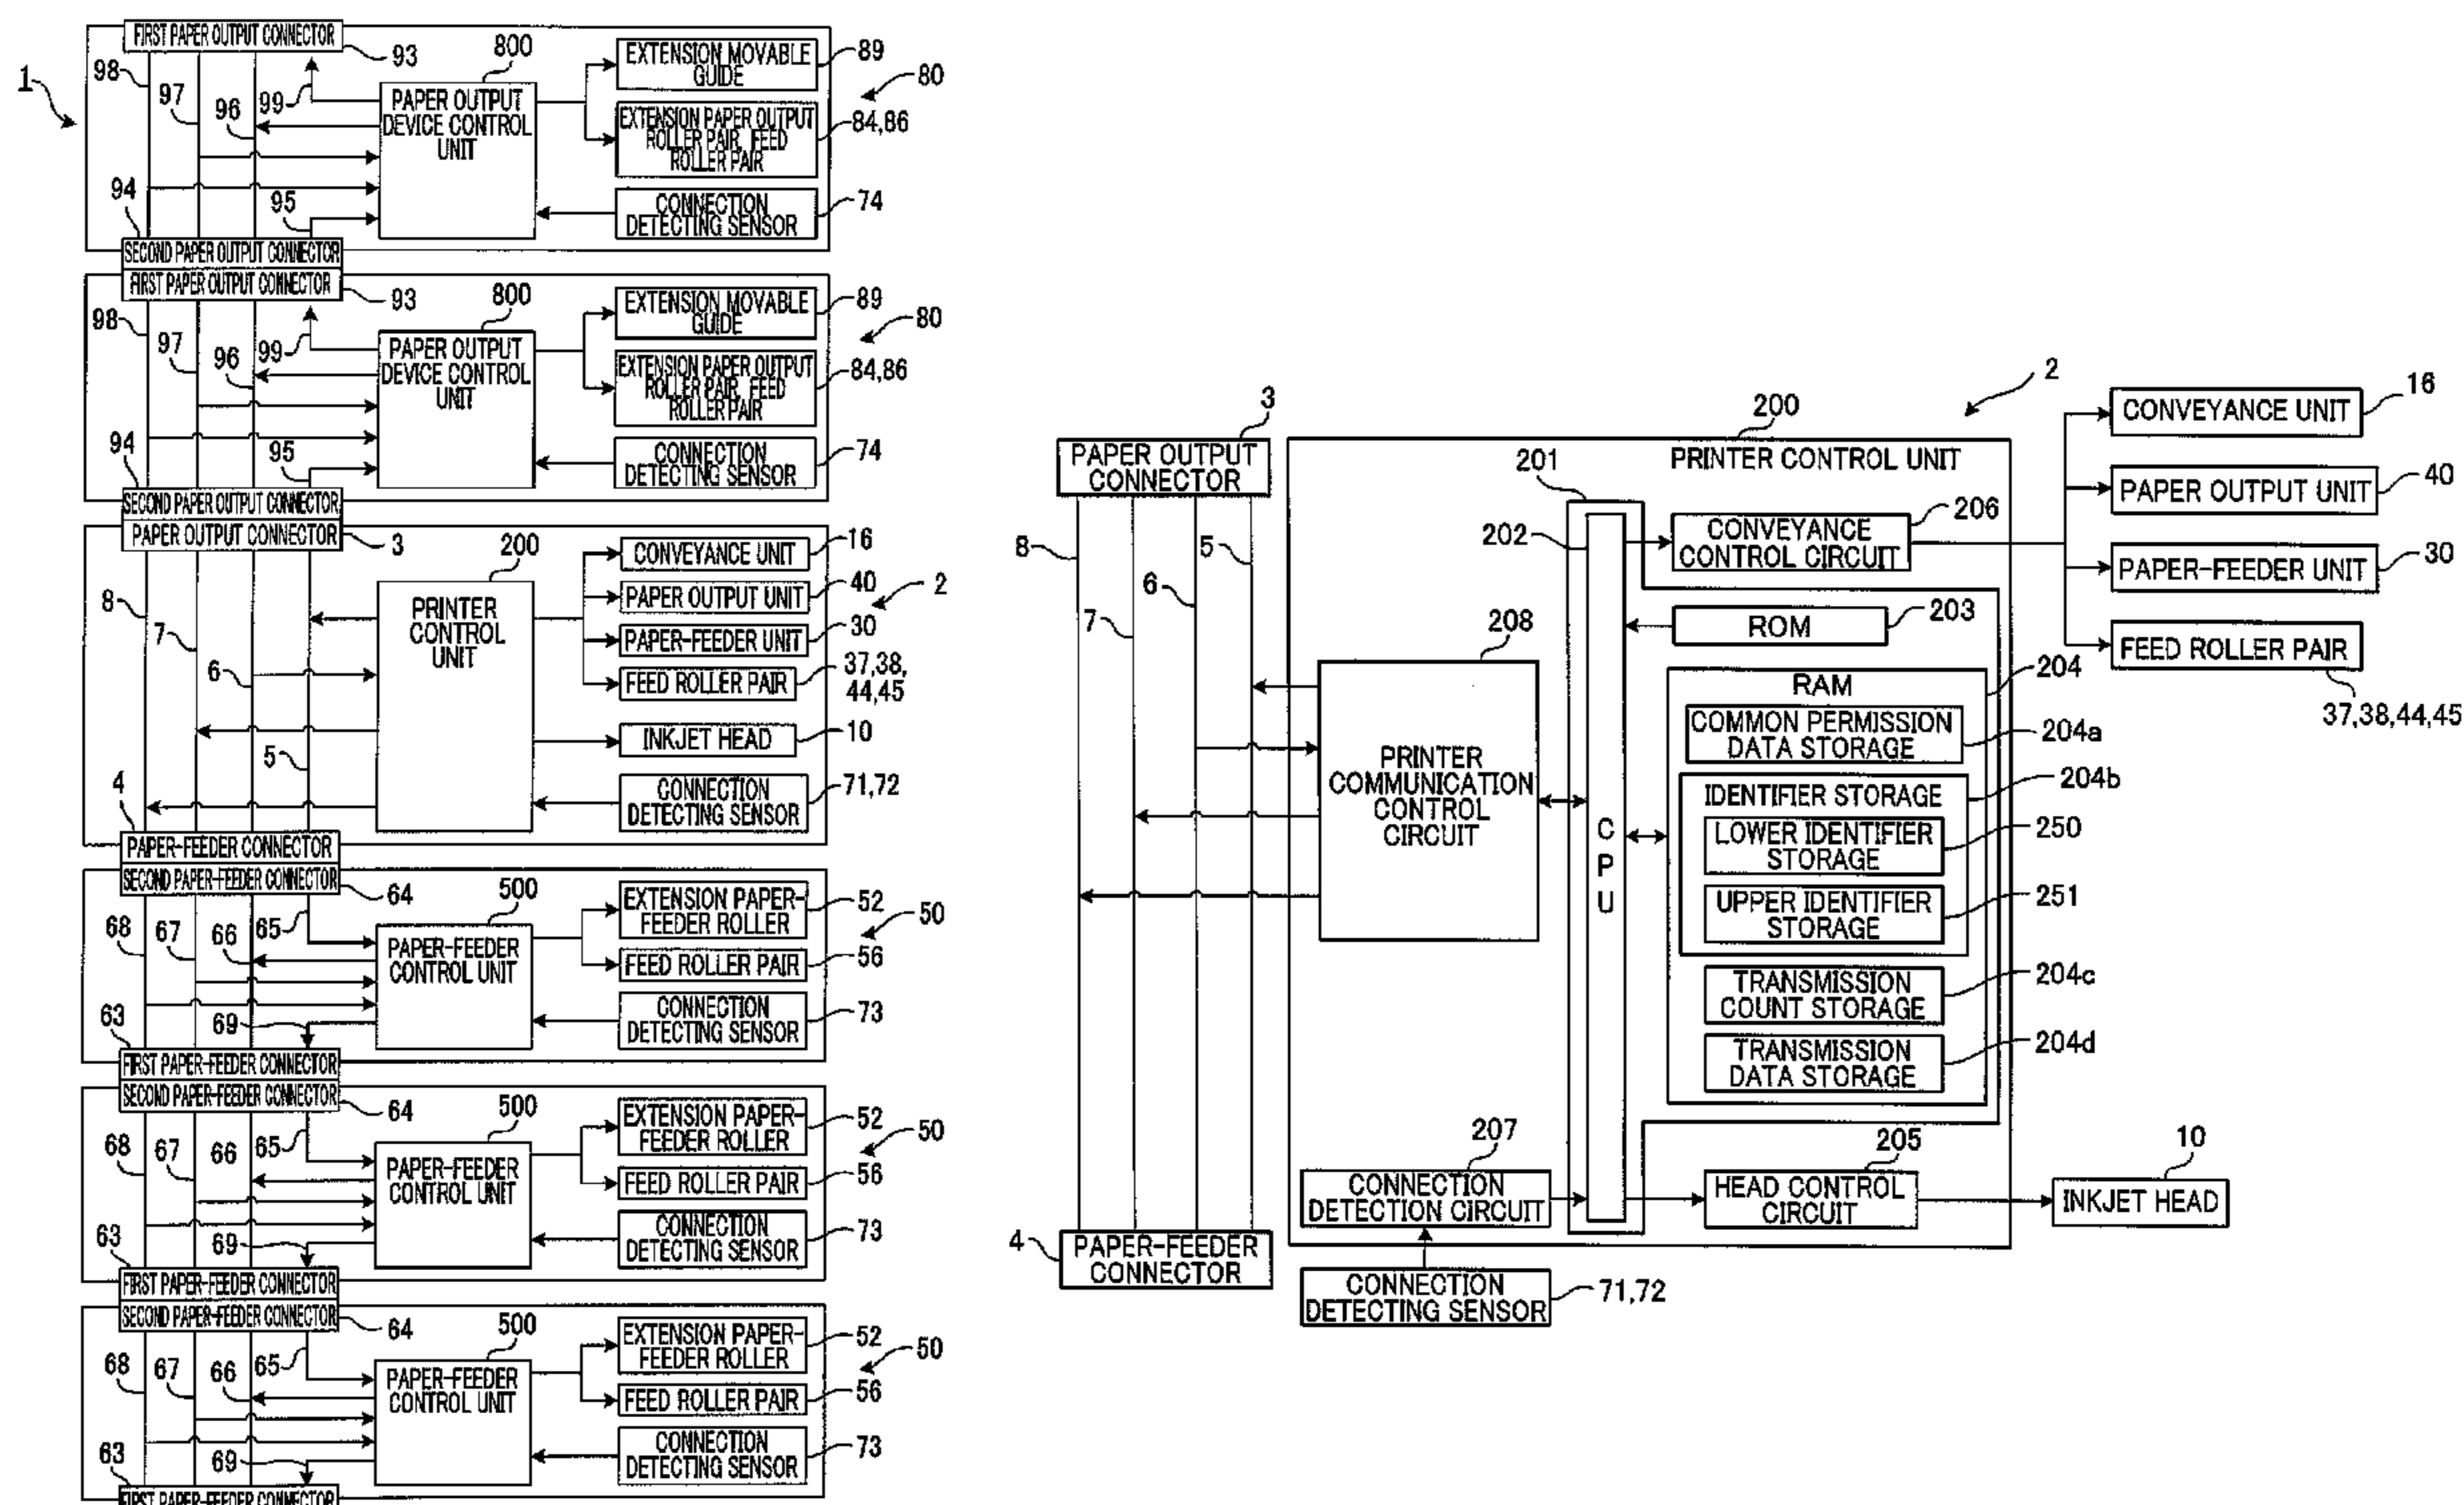 1
FIRST PAPER OUTPUT CONNECTOR
93
98
97
96
99
800
PAPER OUTPUT
DEVICE CONTROL
UNIT
EXTENSION MOVABLE
GUIDE
89
80
EXTENSION PAPER OUTPUT
ROLLER PAIR, FEED
ROLLER PAIR
84,86
94
95
CONNECTION
DETECTING SENSOR
74
SECOND PAPER OUTPUT CONNECTOR
FIRST PAPER OUTPUT CONNECTOR
93
98
97
96
99
800
PAPER OUTPUT
DEVICE CONTROL
UNIT
EXTENSION MOVABLE
GUIDE
89
80
EXTENSION PAPER OUTPUT
ROLLER PAIR, FEED
ROLLER PAIR
84,86
94
95
CONNECTION
DETECTING SENSOR
74
SECOND PAPER OUTPUT CONNECTOR
PAPER OUTPUT CONNECTOR
3
200
8
7
6
5
PRINTER
CONTROL
UNIT
CONVEYANCE UNIT
16
PAPER OUTPUT UNIT
40
2
PAPER-FEEDER UNIT
30
FEED ROLLER PAIR
37,38,
44,45
INKJET HEAD
10
CONNECTION
DETECTING SENSOR
71,72
4
PAPER-FEEDER CONNECTOR
SECOND PAPER-FEEDER CONNECTOR
64
500
68
67
66
65
PAPER-FEEDER
CONTROL UNIT
EXTENSION PAPER-
FEEDER ROLLER
52
50
FEED ROLLER PAIR
56
63
69
CONNECTION
DETECTING SENSOR
73
FIRST PAPER-FEEDER CONNECTOR
SECOND PAPER-FEEDER CONNECTOR
64
500
68
67
66
65
PAPER-FEEDER
CONTROL UNIT
EXTENSION PAPER-
FEEDER ROLLER
52
50
FEED ROLLER PAIR
56
63
69
CONNECTION
DETECTING SENSOR
73
FIRST PAPER-FEEDER CONNECTOR
SECOND PAPER-FEEDER CONNECTOR
64
500
68
67
66
65
PAPER-FEEDER
CONTROL UNIT
EXTENSION PAPER-
FEEDER ROLLER
52
50
FEED ROLLER PAIR
56
63
69
CONNECTION
DETECTING SENSOR
73
FIRST PAPER-FEEDER CONNECTOR
3
PAPER OUTPUT
CONNECTOR
200
2
PRINTER CONTROL UNIT
201
202
CONVEYANCE
CONTROL CIRCUIT
206
CONVEYANCE UNIT
16
PAPER OUTPUT UNIT
40
PAPER-FEEDER UNIT
30
FEED ROLLER PAIR
37,38,44,45
8
7
6
5
208
PRINTER
COMMUNICATION
CONTROL
CIRCUIT
CPU
ROM
203
RAM
204
COMMON PERMISSION
DATA STORAGE
204a
IDENTIFIER STORAGE
204b
LOWER IDENTIFIER
STORAGE
250
UPPER IDENTIFIER
STORAGE
251
TRANSMISSION
COUNT STORAGE
204c
TRANSMISSION
DATA STORAGE
204d
207
CONNECTION
DETECTION CIRCUIT
205
HEAD CONTROL
CIRCUIT
10
INKJET HEAD
4
PAPER-FEEDER
CONNECTOR
CONNECTION
DETECTING SENSOR
71,72